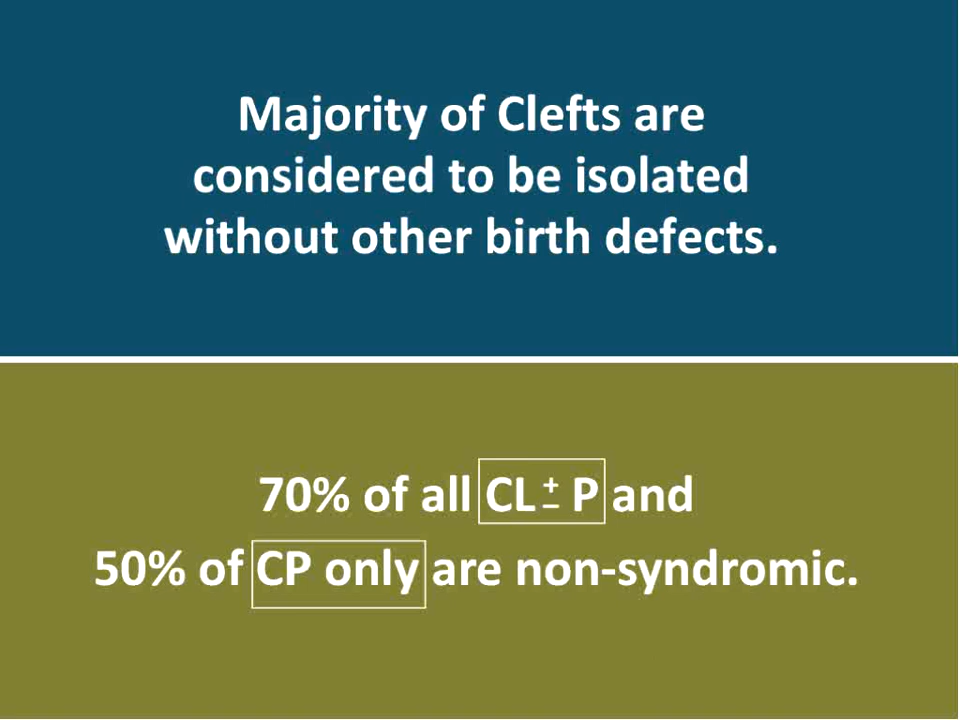 Majority of Clefts are
considered to be isolated
without other birth defects.
70% of all CL ± P and
50% of CP only are non-syndromic.